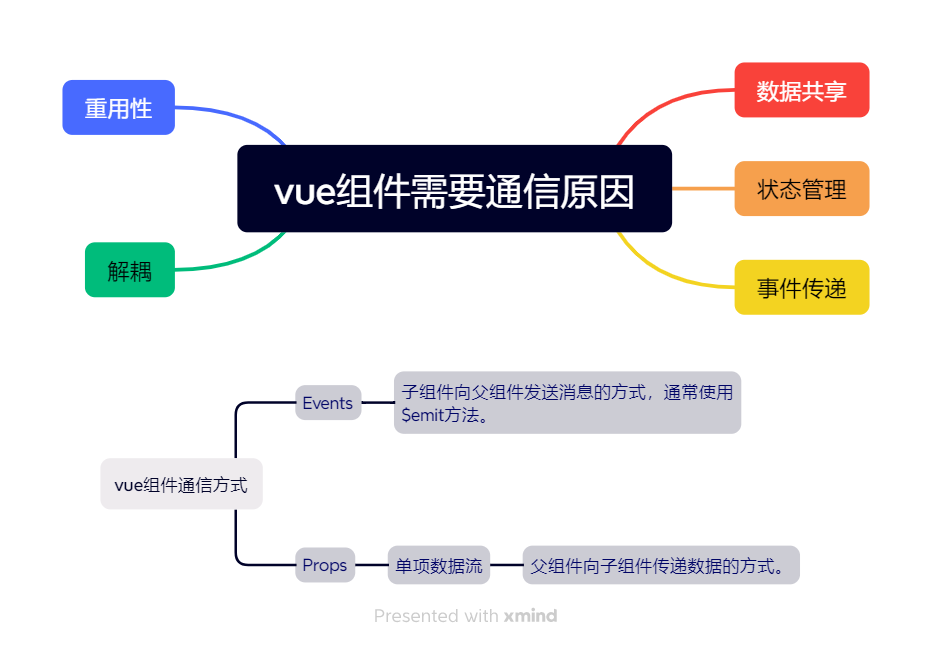 重用性
数据共享
vue组件需要通信原因
状态管理
解耦
事件传递
Events
子组件向父组件发送消息的方式，通常使用
$emit方法。
vue组件通信方式
Props
单项数据流
父组件向子组件传递数据的方式。
Presented with xmind